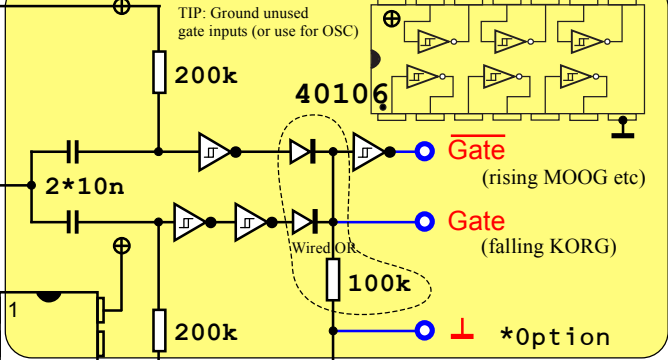 TIP: Ground unused
gate inputs (or use for OSC)
200k
40106
2*10n
Gate
(rising MOOG etc)
Gate
(falling KORG)
Wired OR
100k
1
200k
*Option